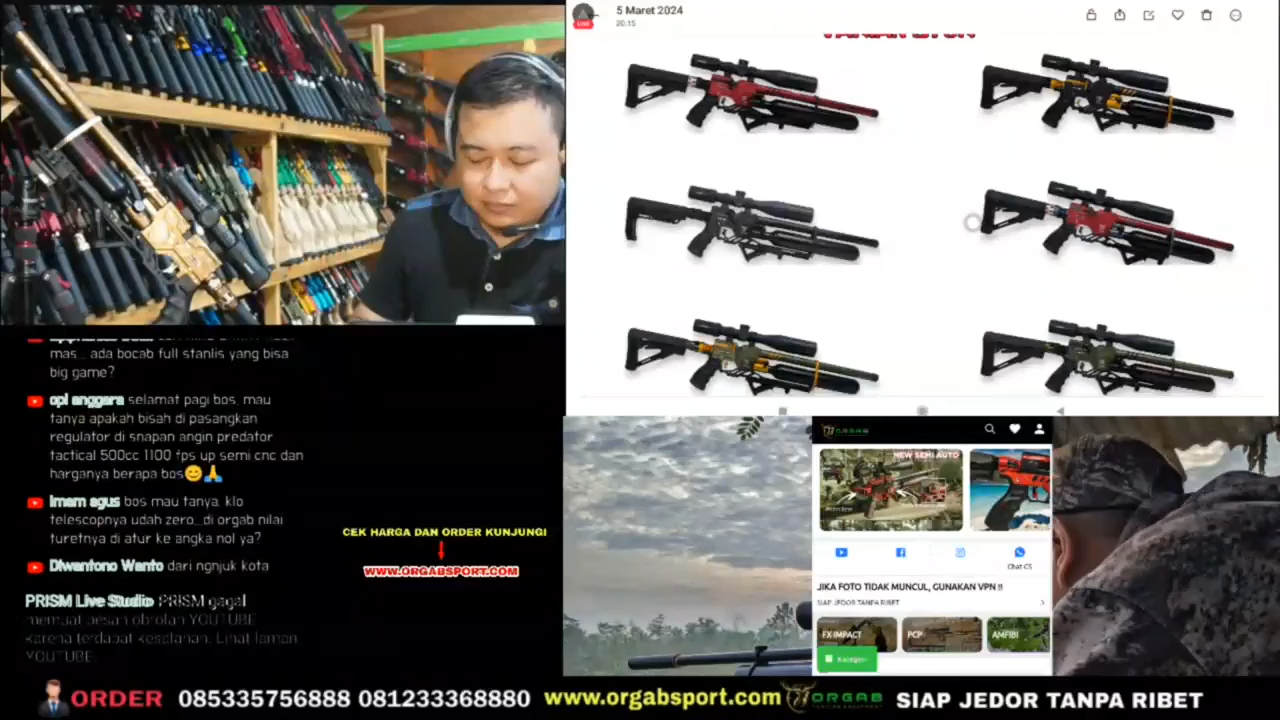 5 Maret 2024
20.15
mas... ada bocab full stanlis yang bisa
big game?
opi anggara selamat pagi bos, mau
tanya apakah bisah di pasangkan
regulator di snapan angin predator
tactical 500cc 1100 fps up semi cnc dan
harganya berapa bos😊🙏
imam agus bos mau tanya, klo
telescopnya udah zero...di orgab nilai
turetnya di atur ke angka nol ya?
Diwantono Wanto dari ngnjuk kota
PRISM Live Studio PRISM gagal
memuat pesan obrolan YOUTUBE
karena terdapat kesalahan. Lihat laman
YOUTUBE.
CEK HARGA DAN ORDER KUNJUNGI
WWW.ORGABSPORT.COM
ORGAB
NEW SEMI AUTO
Chat CS
JIKA FOTO TIDAK MUNCUL, GUNAKAN VPN !!
SIAP JEDOR TANPA RIBET
FX IMPACT
PCP
AMFIBI
Kategori
ORDER 085335756888 081233368880 www.orgabsport.com ORGAB SIAP JEDOR TANPA RIBET